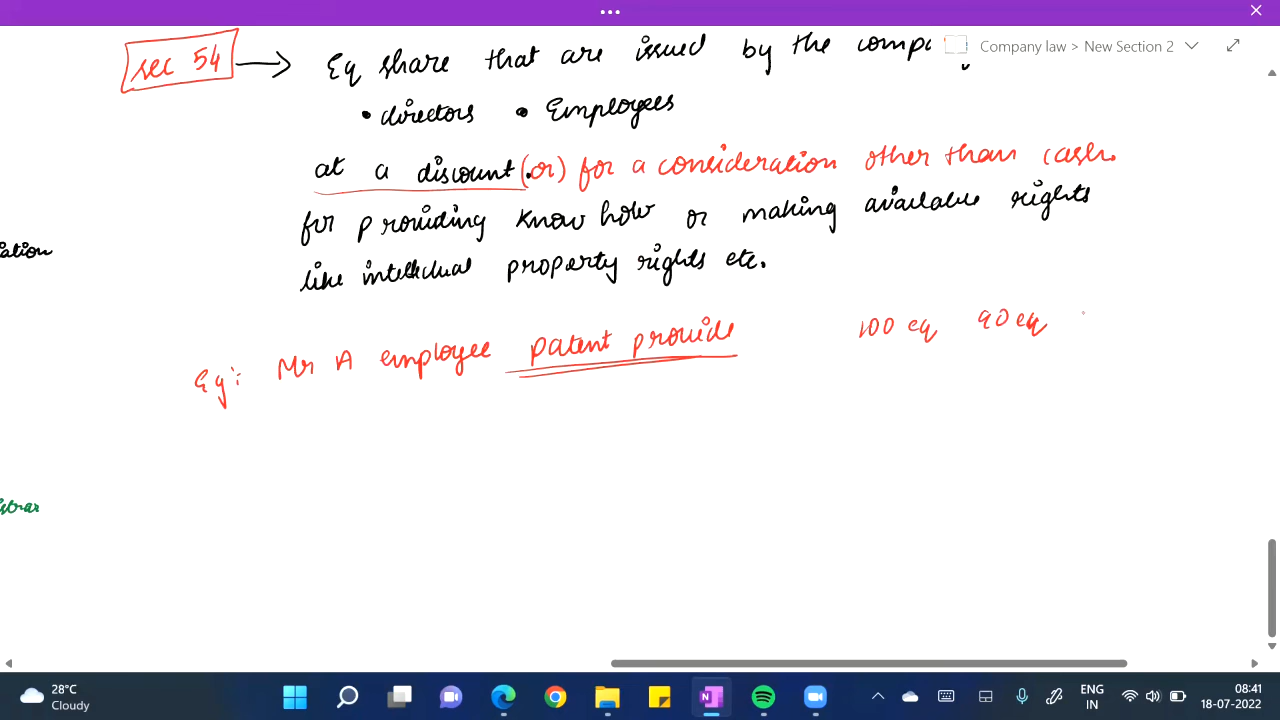 Company law > New Section 2
sec 54 → Eq share that are issued by the
• directors • Employees
at a discount (or) for a consideration other than cash.
for providing know how or making available rights
like intellectual property rights etc.
Eg: Mr A employee patent provide 100 eq 90 eq
28°C
Cloudy
ENG
IN
08:41
18-07-2022